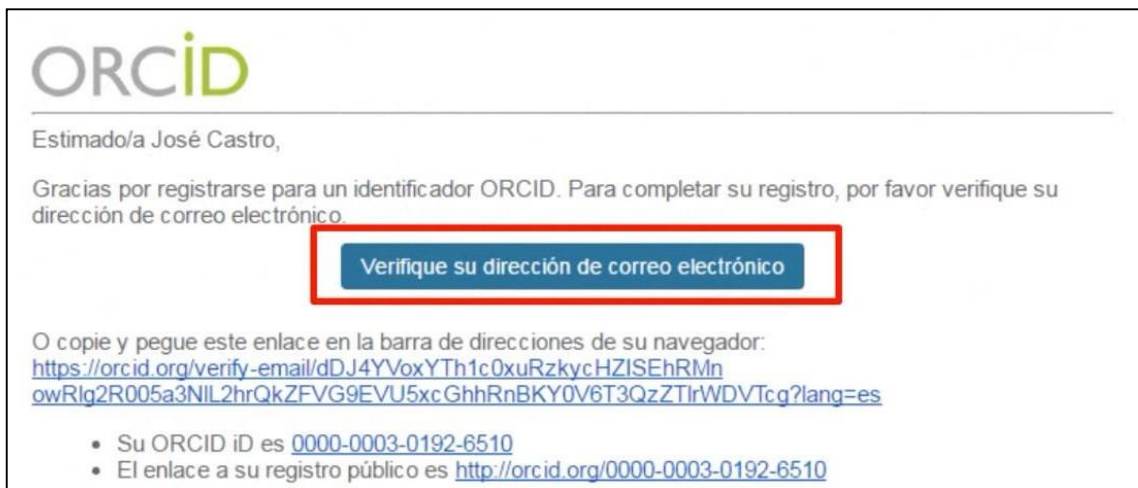 ORCiD
Estimado/a José Castro,
Gracias por registrarse para un identificador ORCID. Para completar su registro, por favor verifique su
dirección de correo electrónico.
Verifique su dirección de correo electrónico
O copie y pegue este enlace en la barra de direcciones de su navegador:
https://orcid.org/verify-email/dDJ4YVoxYTh1c0xuRzkycHZISEhRMn
owRlg2R005a3NIL2hrQkZFVG9EVU5xcGhhRnBKY0V6T3QzZTlrWDVTcg?lang=es
• Su ORCID iD es 0000-0003-0192-6510
• El enlace a su registro público es http://orcid.org/0000-0003-0192-6510